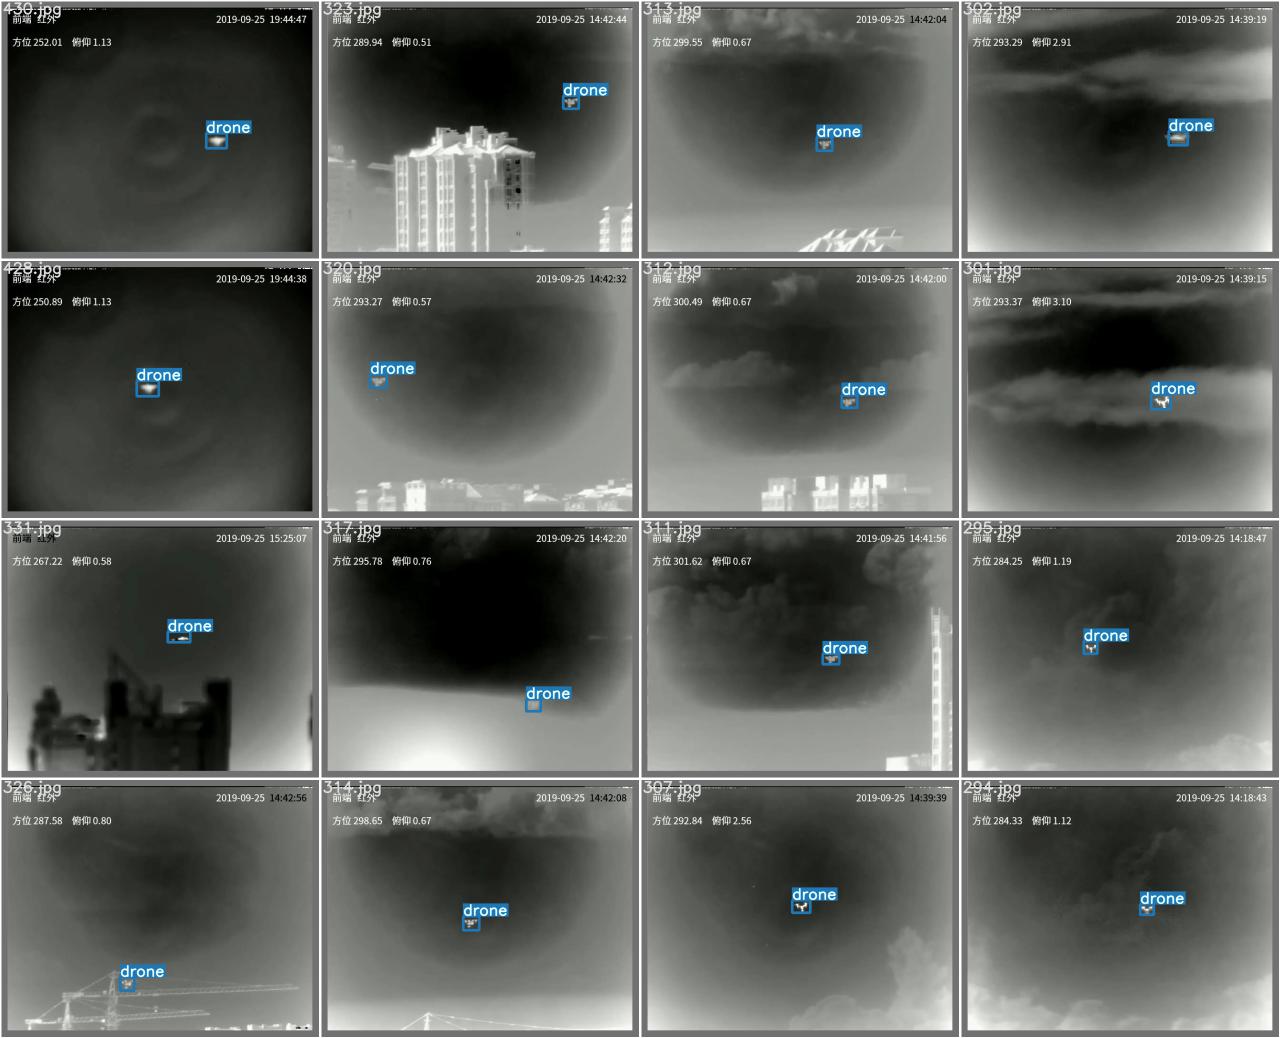 430.jpg
前端 红外 2019-09-25 19:44:47
方位 252.01 俯仰 1.13
drone
323.jpg
前端 红外 2019-09-25 14:42:44
方位 289.94 俯仰 0.51
drone
313.jpg
前端 红外 2019-09-25 14:42:04
方位 299.55 俯仰 0.67
drone
302.jpg
前端 红外 2019-09-25 14:39:19
方位 293.29 俯仰 2.91
drone
428.jpg
前端 红外 2019-09-25 19:44:38
方位 250.89 俯仰 1.13
drone
320.jpg
前端 红外 2019-09-25 14:42:32
方位 293.27 俯仰 0.57
drone
312.jpg
前端 红外 2019-09-25 14:42:00
方位 300.49 俯仰 0.67
drone
301.jpg
前端 红外 2019-09-25 14:39:15
方位 293.37 俯仰 3.10
drone
331.jpg
前端 红外 2019-09-25 15:25:07
方位 267.22 俯仰 0.58
drone
317.jpg
前端 红外 2019-09-25 14:42:20
方位 295.78 俯仰 0.76
drone
311.jpg
前端 红外 2019-09-25 14:41:56
方位 301.62 俯仰 0.67
drone
295.jpg
前端 红外 2019-09-25 14:18:47
方位 284.25 俯仰 1.19
drone
326.jpg
前端 红外 2019-09-25 14:42:56
方位 287.58 俯仰 0.80
drone
314.jpg
前端 红外 2019-09-25 14:42:08
方位 298.65 俯仰 0.67
drone
307.jpg
前端 红外 2019-09-25 14:39:39
方位 292.84 俯仰 2.56
drone
294.jpg
前端 红外 2019-09-25 14:18:43
方位 284.33 俯仰 1.12
drone